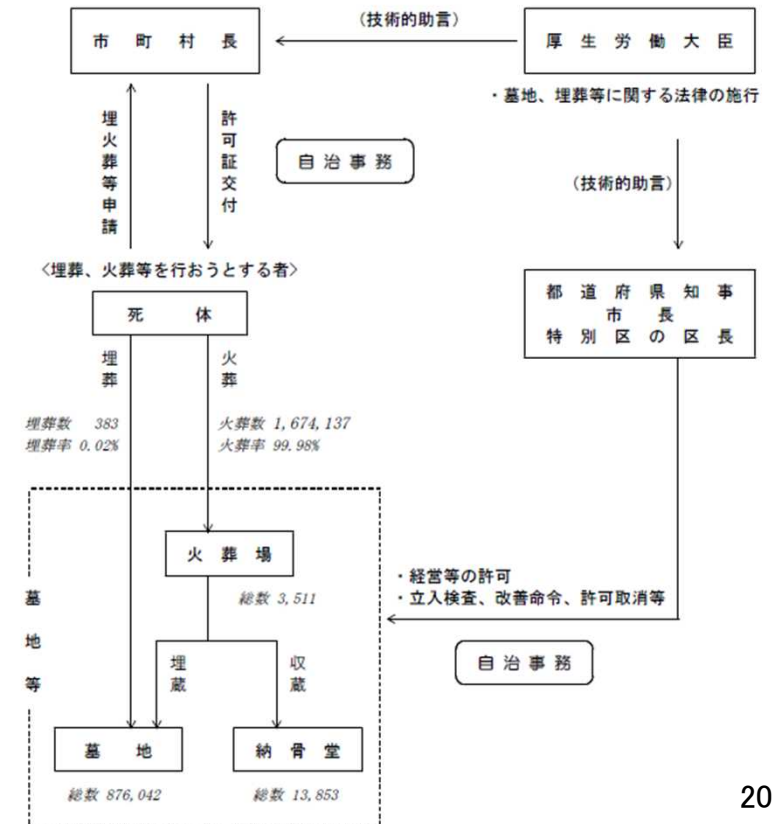 (技術的助言)
市町村長
厚生労働大臣
・墓地、埋葬等に関する法律の施行
埋火葬等申請
許可証交付
自治事務
(技術的助言)
<埋葬、火葬等を行おうとする者>
死体
都道府県知事
市長
特別区の区長
埋葬
火葬
埋葬数 383
埋葬率 0.02%
火葬数 1,674,137
火葬率 99.98%
火葬場
総数 3,511
・経営等の許可
・立入検査、改善命令、許可取消等
墓地等
自治事務
埋蔵
収蔵
墓地
納骨堂
総数 876,042
総数 13,853
20